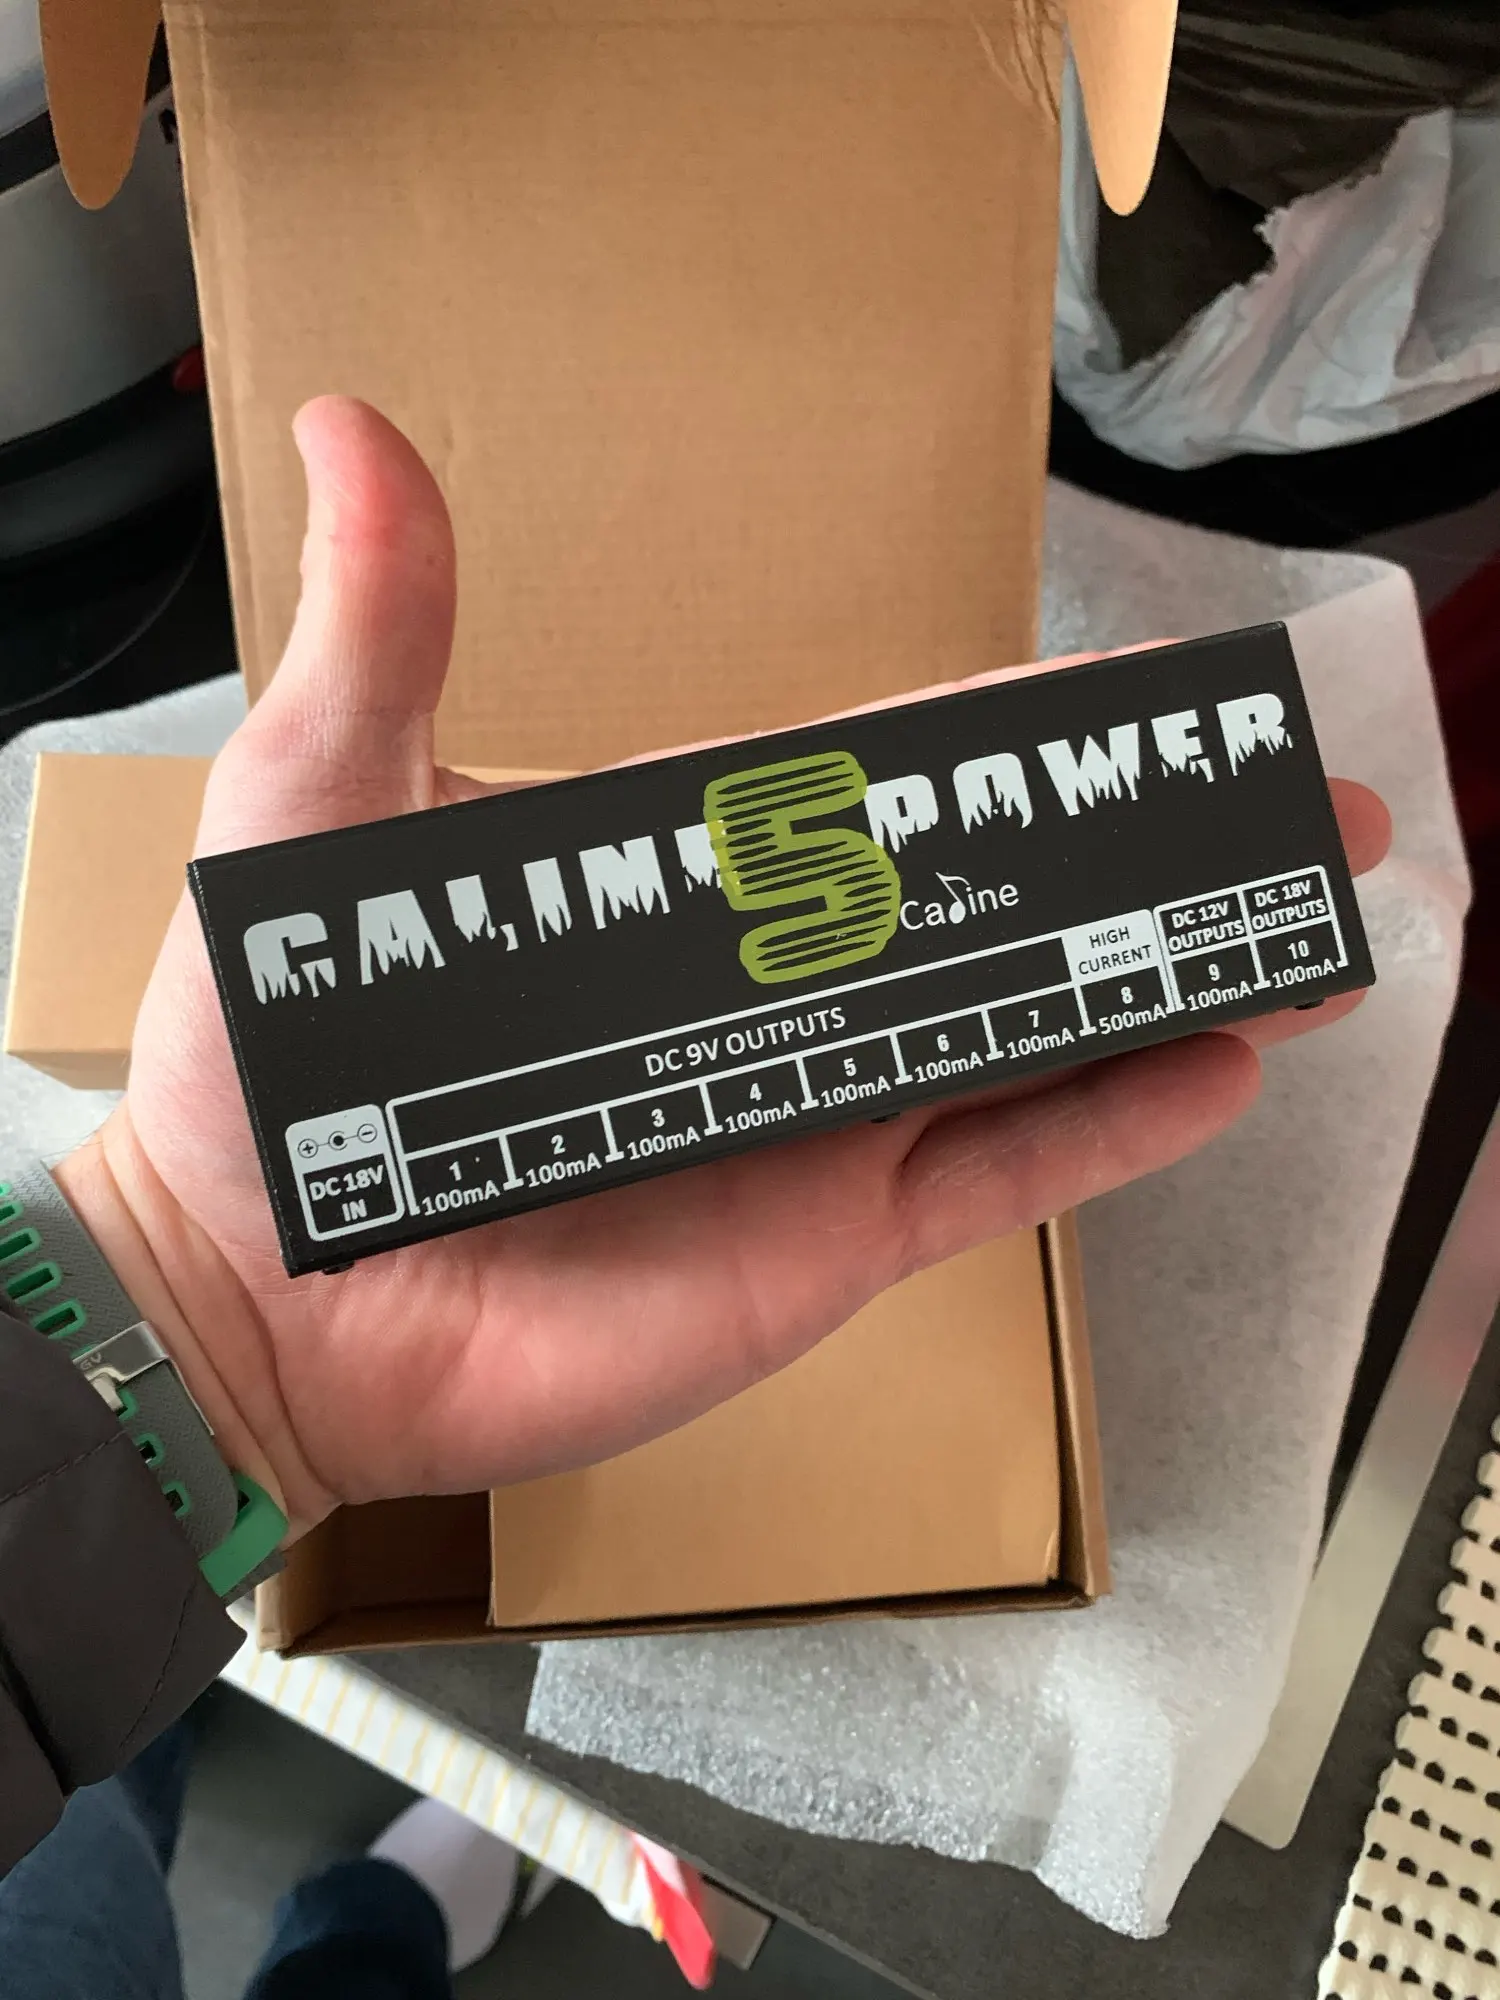 CALINE 5 POWER
Caline
DC 9V OUTPUTS
HIGH CURRENT
DC 12V OUTPUTS
DC 18V OUTPUTS
DC 18V IN
1 100mA
2 100mA
3 100mA
4 100mA
5 100mA
6 100mA
7 100mA
8 500mA
9 100mA
10 100mA